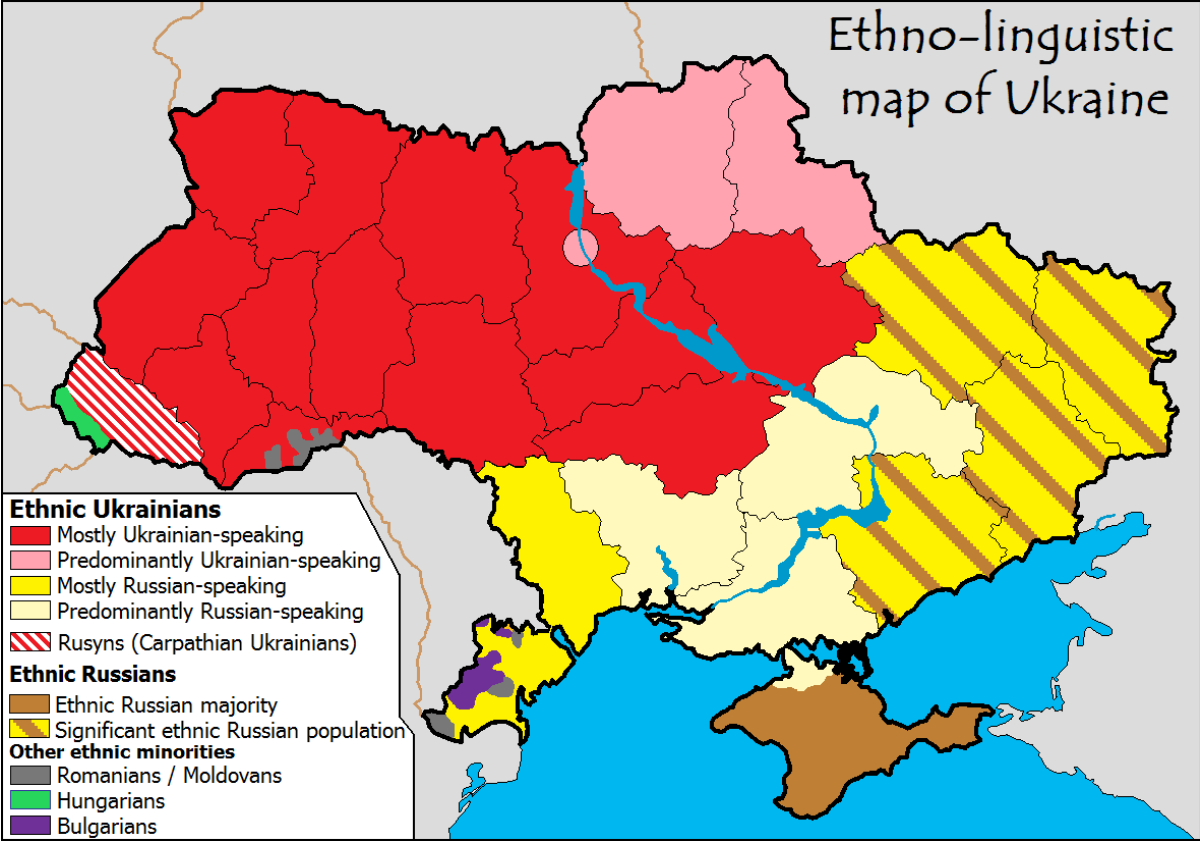 Ethno-linguistic
map of Ukraine
Ethnic Ukrainians
Mostly Ukrainian-speaking
Predominantly Ukrainian-speaking
Mostly Russian-speaking
Predominantly Russian-speaking
Rusyns (Carpathian Ukrainians)
Ethnic Russians
Ethnic Russian majority
Significant ethnic Russian population
Other ethnic minorities
Romanians / Moldovans
Hungarians
Bulgarians